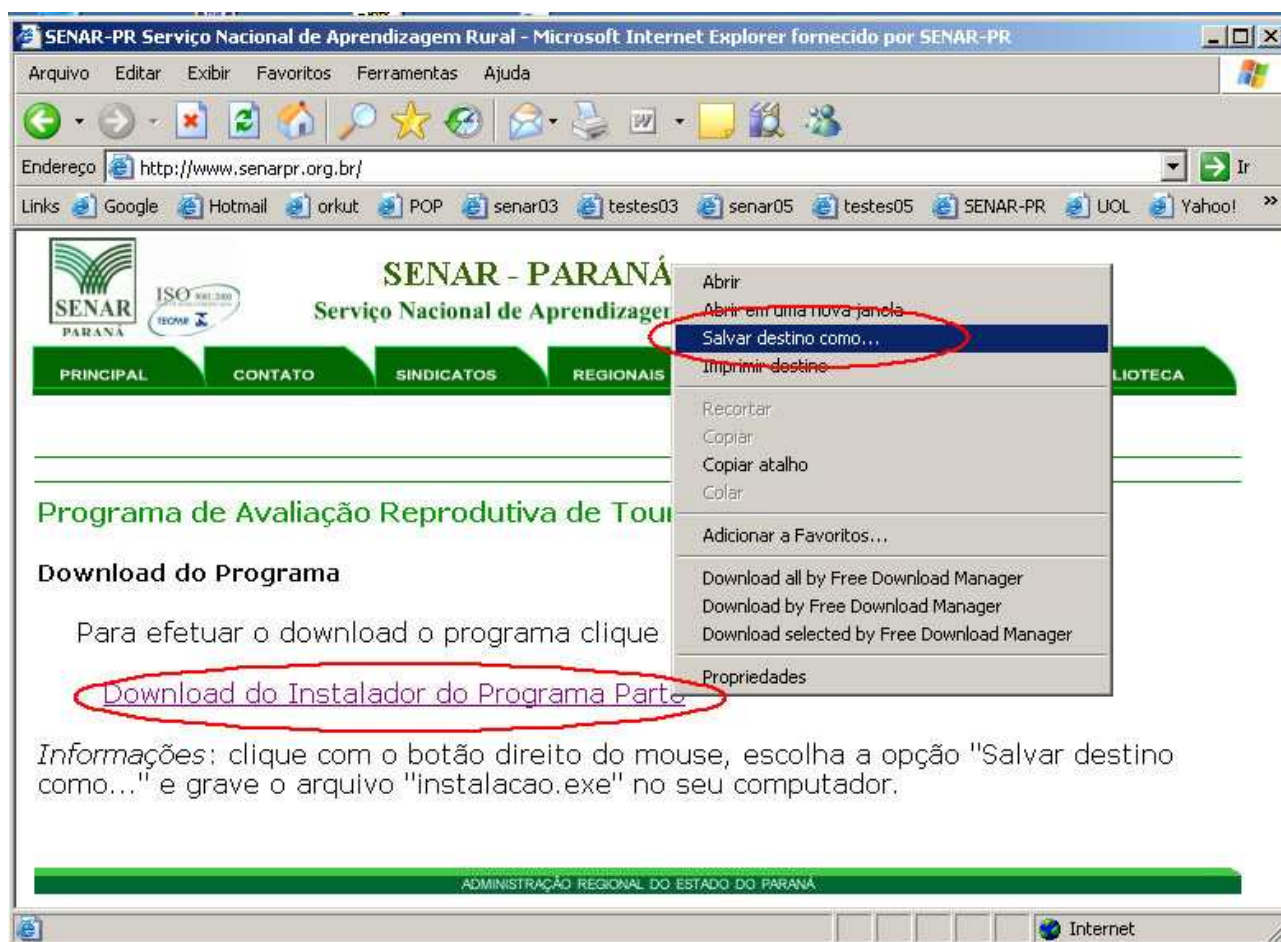 SENAR-PR Serviço Nacional de Aprendizagem Rural - Microsoft Internet Explorer fornecido por SENAR-PR
Arquivo Editar Exibir Favoritos Ferramentas Ajuda
Endereço http://www.senarpr.org.br/ Ir
Links Google Hotmail orkut POP senar03 testes03 senar05 testes05 SENAR-PR UOL Yahoo! »
SENAR
PARANÁ
ISO 9001:2000
TECPAR
SENAR - PARANÁ
Serviço Nacional de Aprendizagem
PRINCIPAL CONTATO SINDICATOS REGIONAIS LIOTECA
Abrir
Abrir em uma nova janela
Salvar destino como...
Imprimir destino
Recortar
Copiar
Copiar atalho
Colar
Adicionar a Favoritos...
Download all by Free Download Manager
Download by Free Download Manager
Download selected by Free Download Manager
Propriedades
Programa de Avaliação Reprodutiva de Tour
Download do Programa
Para efetuar o download o programa clique
Download do Instalador do Programa Parto
Informações: clique com o botão direito do mouse, escolha a opção "Salvar destino
como..." e grave o arquivo "instalacao.exe" no seu computador.
ADMINISTRAÇÃO REGIONAL DO ESTADO DO PARANÁ
Internet